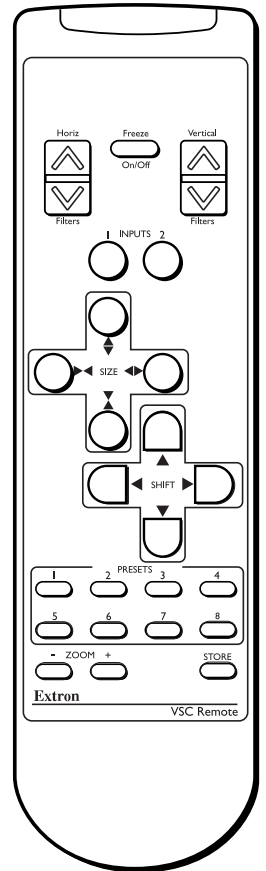 Horiz Freeze Vertical
On/Off
Filters Filters
1 INPUTS 2
SIZE
SHIFT
PRESETS
1 2 3 4
5 6 7 8
- ZOOM + STORE
Extron
VSC Remote